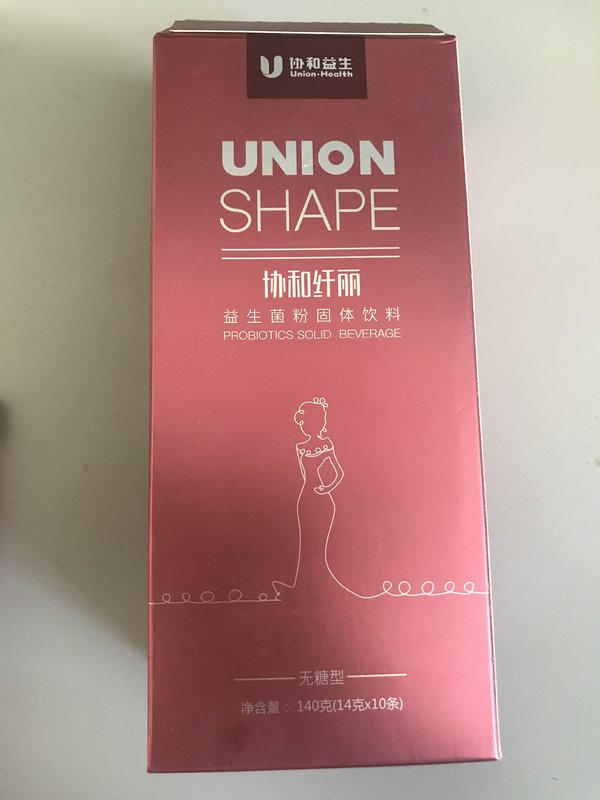 协和益生
Union·Health
UNION
SHAPE
协和纤丽
益生菌粉固体饮料
PROBIOTICS SOLID BEVERAGE
无糖型
净含量：140克(14克x10条)